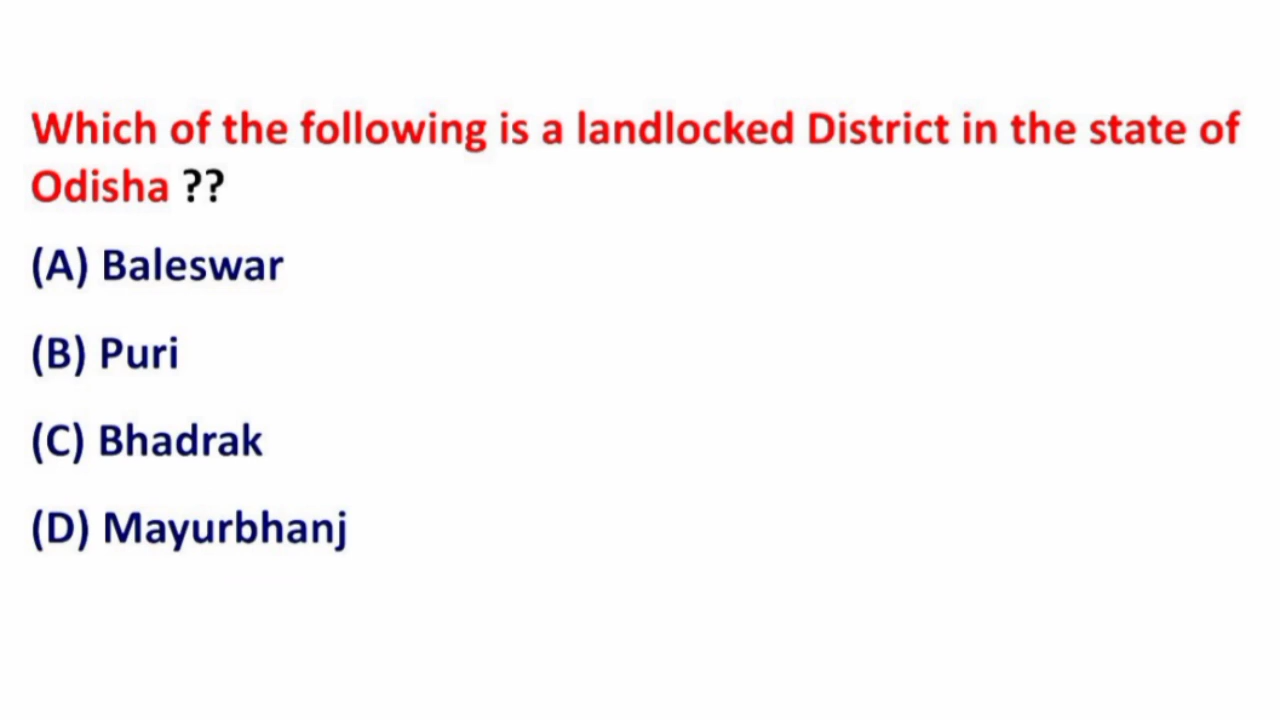 Which of the following is a landlocked District in the state of
Odisha ??
(A) Baleswar
(B) Puri
(C) Bhadrak
(D) Mayurbhanj